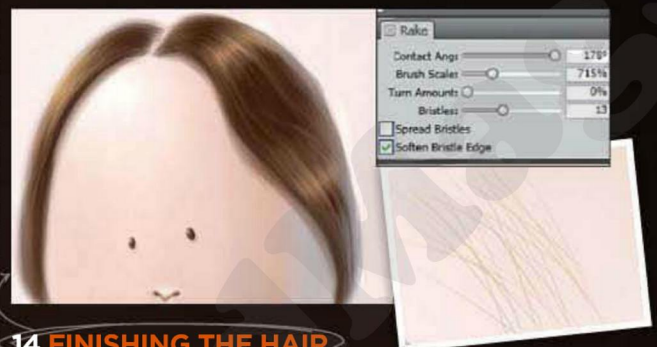 Rake
Contact Ang: 178°
Brush Scale: 715%
Turn Amount: 0%
Bristles: 13
Spread Bristles
Soften Bristle Edge
14 FINISHING THE HAIR